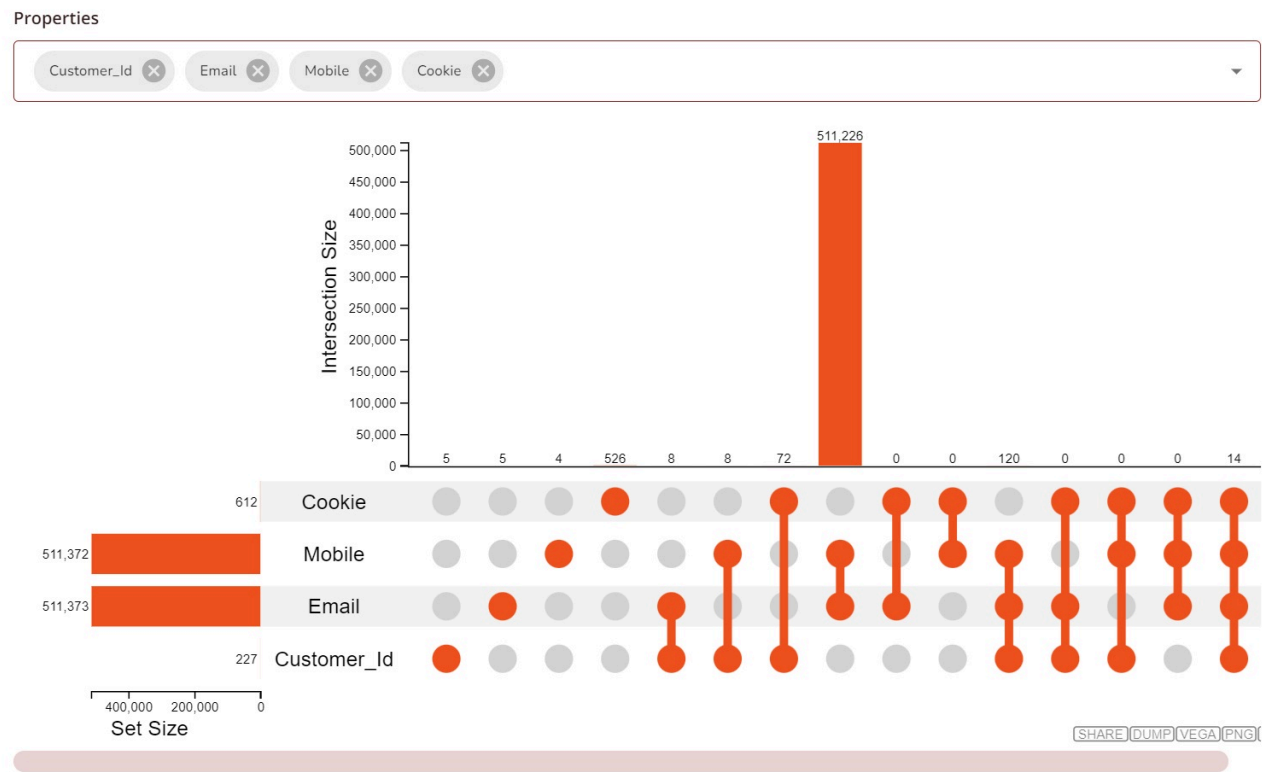 Properties
Customer_Id Email Mobile Cookie
511,226
500,000
450,000
400,000
350,000
300,000
250,000
200,000
150,000
100,000
50,000
0
Intersection Size
5 5 4 526 8 8 72 0 0 120 0 0 0 14
612 Cookie
511,372 Mobile
511,373 Email
227 Customer_Id
400,000 200,000 0
Set Size
SHARE DUMP VEGA PNG